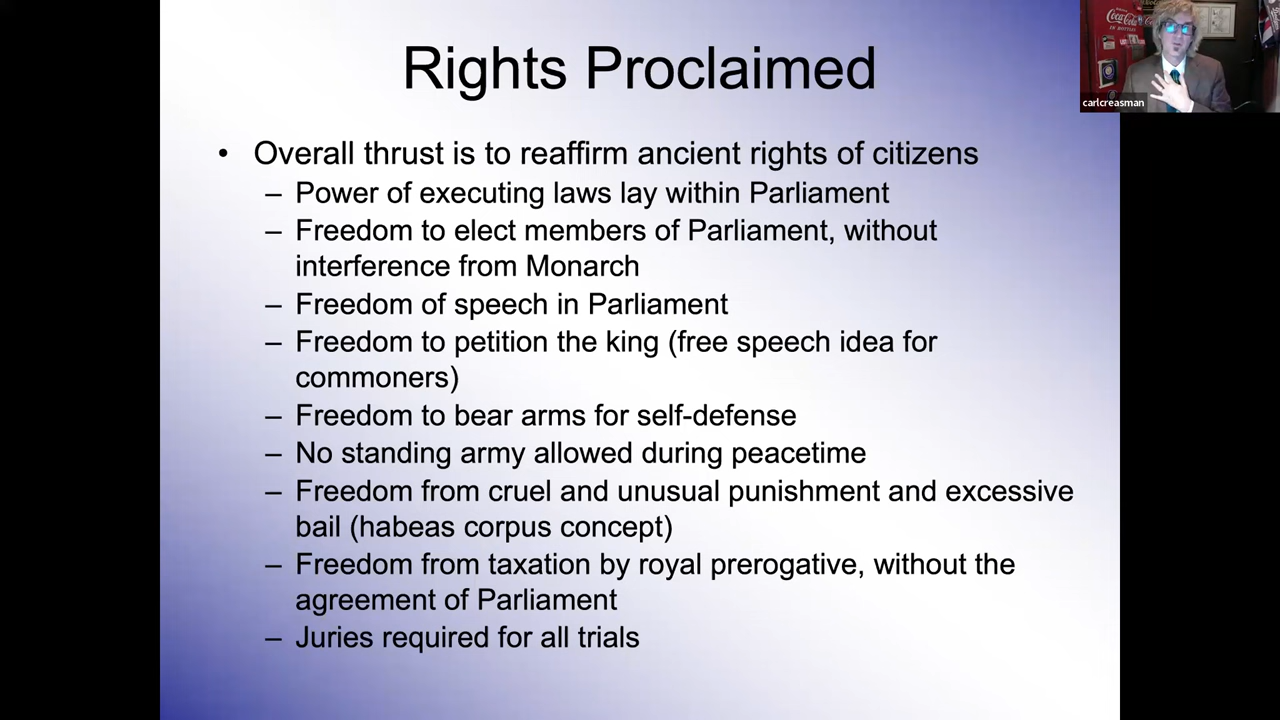 Rights Proclaimed
Coca-Cola
IN BOTTLES
carlcreasman
• Overall thrust is to reaffirm ancient rights of citizens
– Power of executing laws lay within Parliament
– Freedom to elect members of Parliament, without
interference from Monarch
– Freedom of speech in Parliament
– Freedom to petition the king (free speech idea for
commoners)
– Freedom to bear arms for self-defense
– No standing army allowed during peacetime
– Freedom from cruel and unusual punishment and excessive
bail (habeas corpus concept)
– Freedom from taxation by royal prerogative, without the
agreement of Parliament
– Juries required for all trials